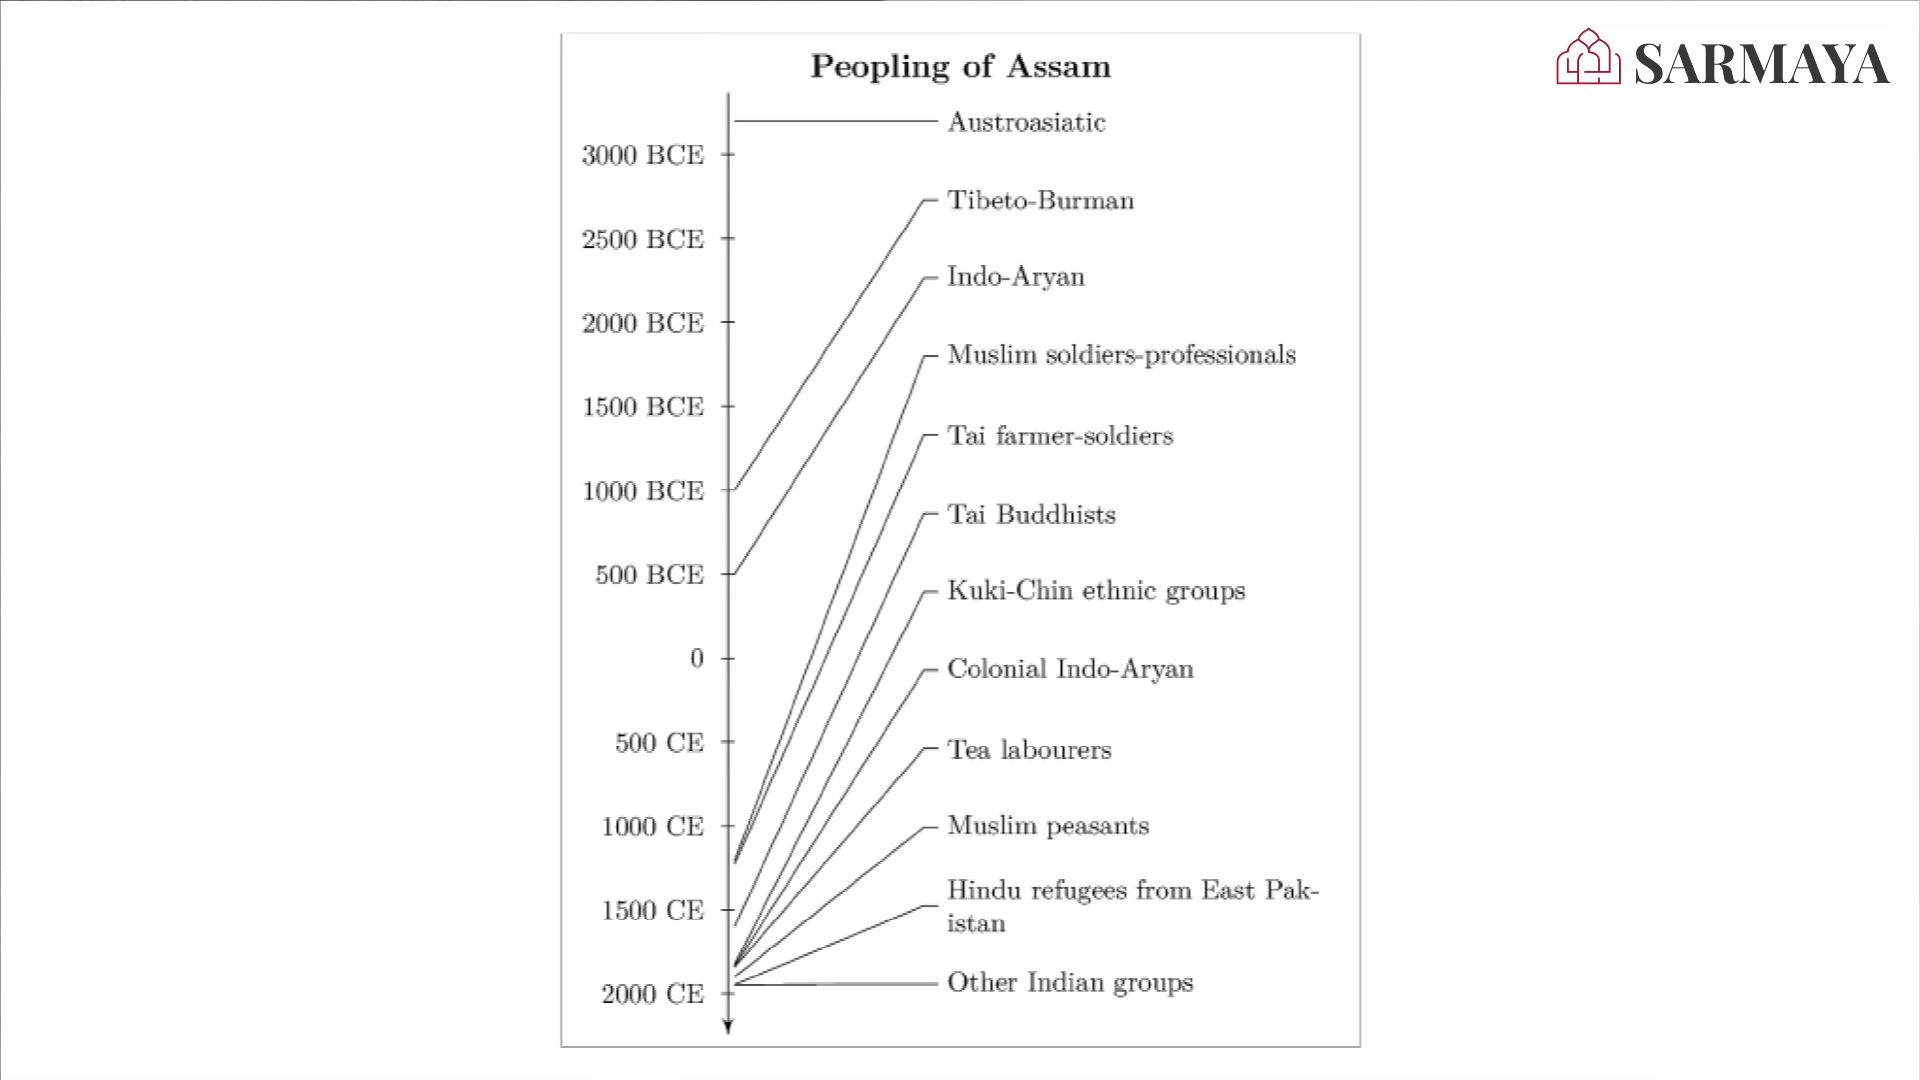 SARMAYA
Peopling of Assam
Austroasiatic
3000 BCE
Tibeto-Burman
2500 BCE
Indo-Aryan
2000 BCE
Muslim soldiers-professionals
1500 BCE
Tai farmer-soldiers
1000 BCE
Tai Buddhists
500 BCE
Kuki-Chin ethnic groups
0
Colonial Indo-Aryan
500 CE
Tea labourers
1000 CE
Muslim peasants
Hindu refugees from East Pak-
1500 CE
istan
Other Indian groups
2000 CE